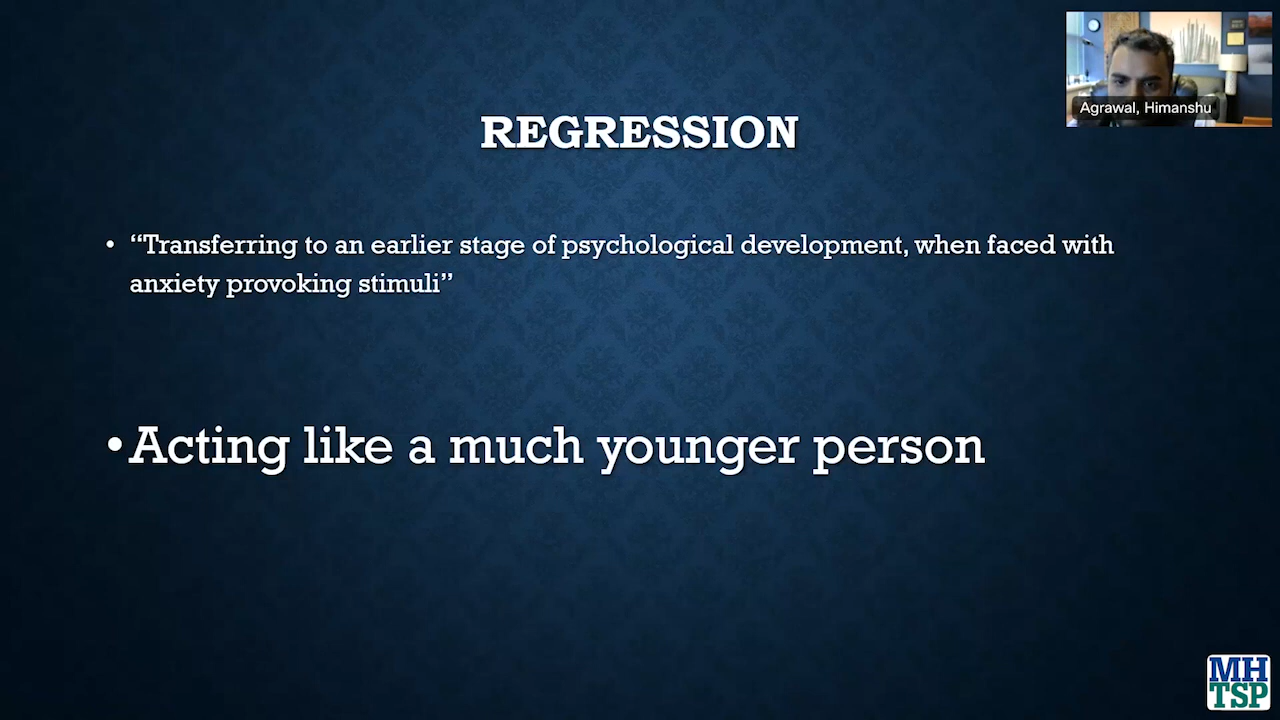 Agrawal, Himanshu
REGRESSION
• “Transferring to an earlier stage of psychological development, when faced with
anxiety provoking stimuli”
• Acting like a much younger person
MH
TSP